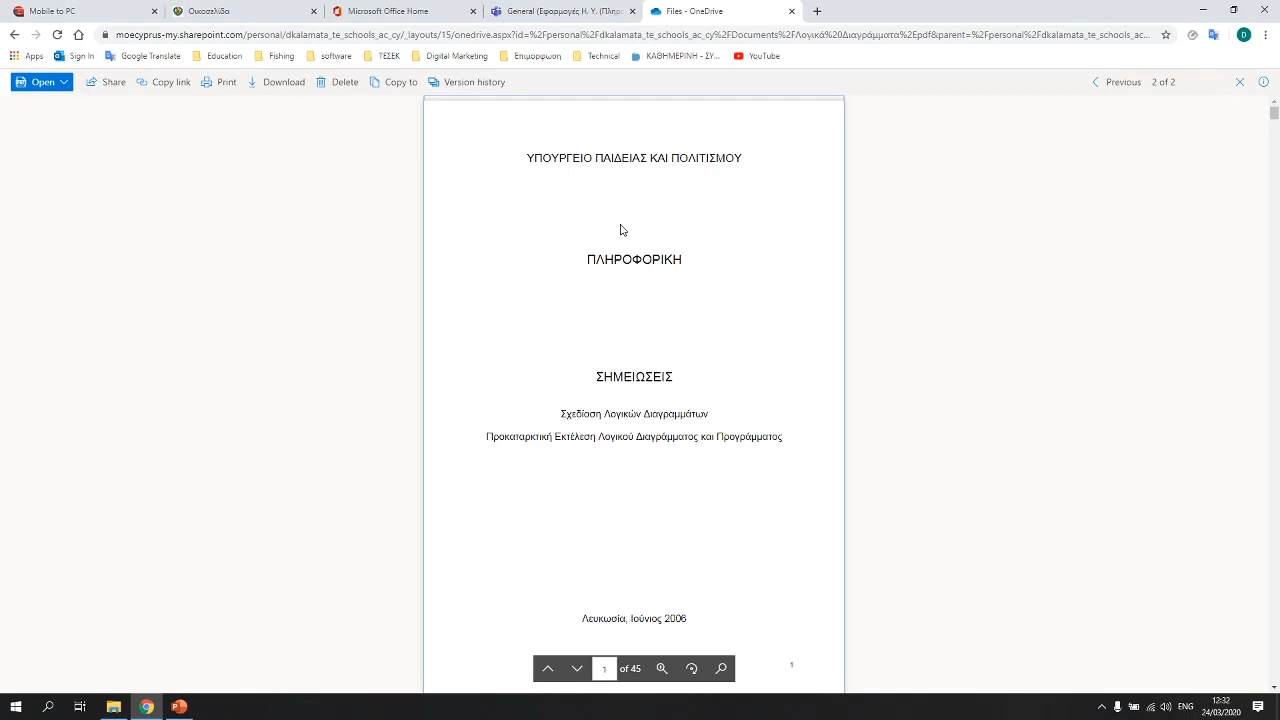 Mobile to PC
Οικοσελίδα
Microsoft Office Home
General (Εφαρμογές Η. Υ. (Πληρ
Files - OneDrive
moecyprus-my.sharepoint.com/personal/dkalamata_te_schools_ac_cy/_layouts/15/onedrive.aspx?id=%2Fpersonal%2Fdkalamata_te_schools_ac_cy%2FDocuments%2FΛογικά%20Διαγράμματα%2Epdf&parent=%2Fpersonal%2Fdkalamata_te_schools_ac...
D
Apps
Sign In
Google Translate
Education
Fishing
software
ΤΕΣΕΚ
Digital Marketing
Επιμορφωση
Technical
ΚΑΘΗΜΕΡΙΝΗ - ΣΥ...
YouTube
Open
Share
Copy link
Print
Download
Delete
Copy to
Version history
Previous
2 of 2
ΥΠΟΥΡΓΕΙΟ ΠΑΙΔΕΙΑΣ ΚΑΙ ΠΟΛΙΤΙΣΜΟΥ
ΠΛΗΡΟΦΟΡΙΚΗ
ΣΗΜΕΙΩΣΕΙΣ
Σχεδίαση Λογικών Διαγραμμάτων
Προκαταρκτική Εκτέλεση Λογικού Διαγράμματος και Προγράμματος
Λευκωσία, Ιούνιος 2006
1 of 45
1
ENG
12:32
24/03/2020